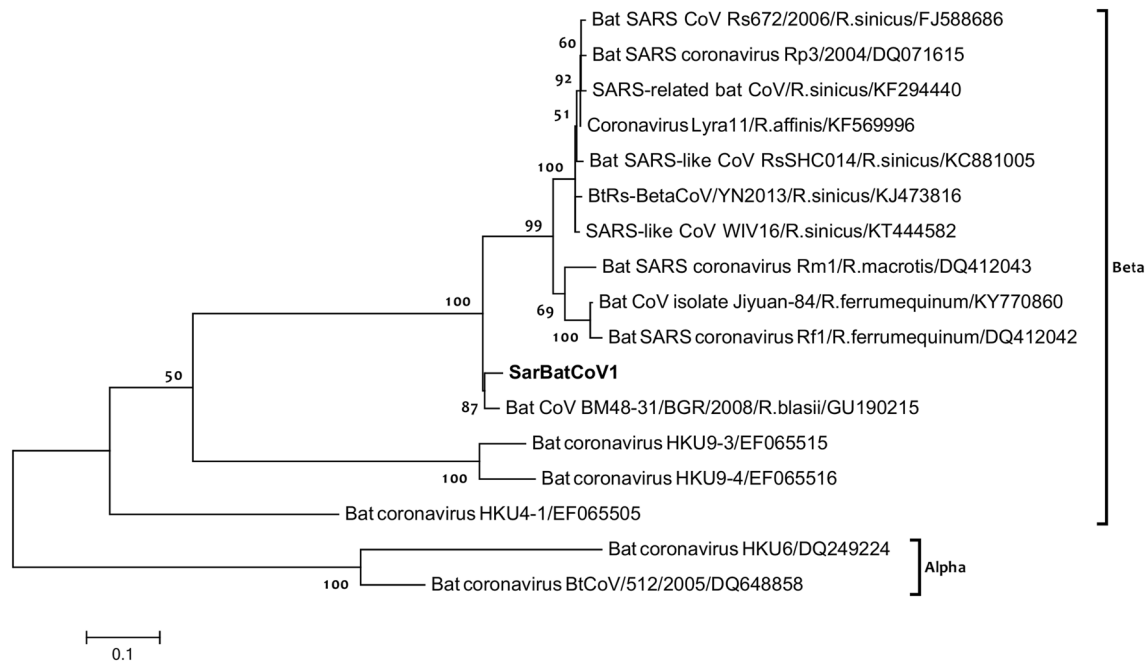 Bat SARS CoV Rs672/2006/R.sinicus/FJ588686
60
Bat SARS coronavirus Rp3/2004/DQ071615
92
SARS-related bat CoV/R.sinicus/KF294440
51
Coronavirus Lyra11/R.affinis/KF569996
Bat SARS-like CoV RsSHC014/R.sinicus/KC881005
100
BtRs-BetaCoV/YN2013/R.sinicus/KJ473816
99
SARS-like CoV WIV16/R.sinicus/KT444582
Bat SARS coronavirus Rm1/R.macrotis/DQ412043
Beta
100
Bat CoV isolate Jiyuan-84/R.ferrumequinum/KY770860
69
100
Bat SARS coronavirus Rf1/R.ferrumequinum/DQ412042
50
SarBatCoV1
87
Bat CoV BM48-31/BGR/2008/R.blasii/GU190215
Bat coronavirus HKU9-3/EF065515
100
Bat coronavirus HKU9-4/EF065516
Bat coronavirus HKU4-1/EF065505
Bat coronavirus HKU6/DQ249224
Alpha
100
Bat coronavirus BtCoV/512/2005/DQ648858
0.1